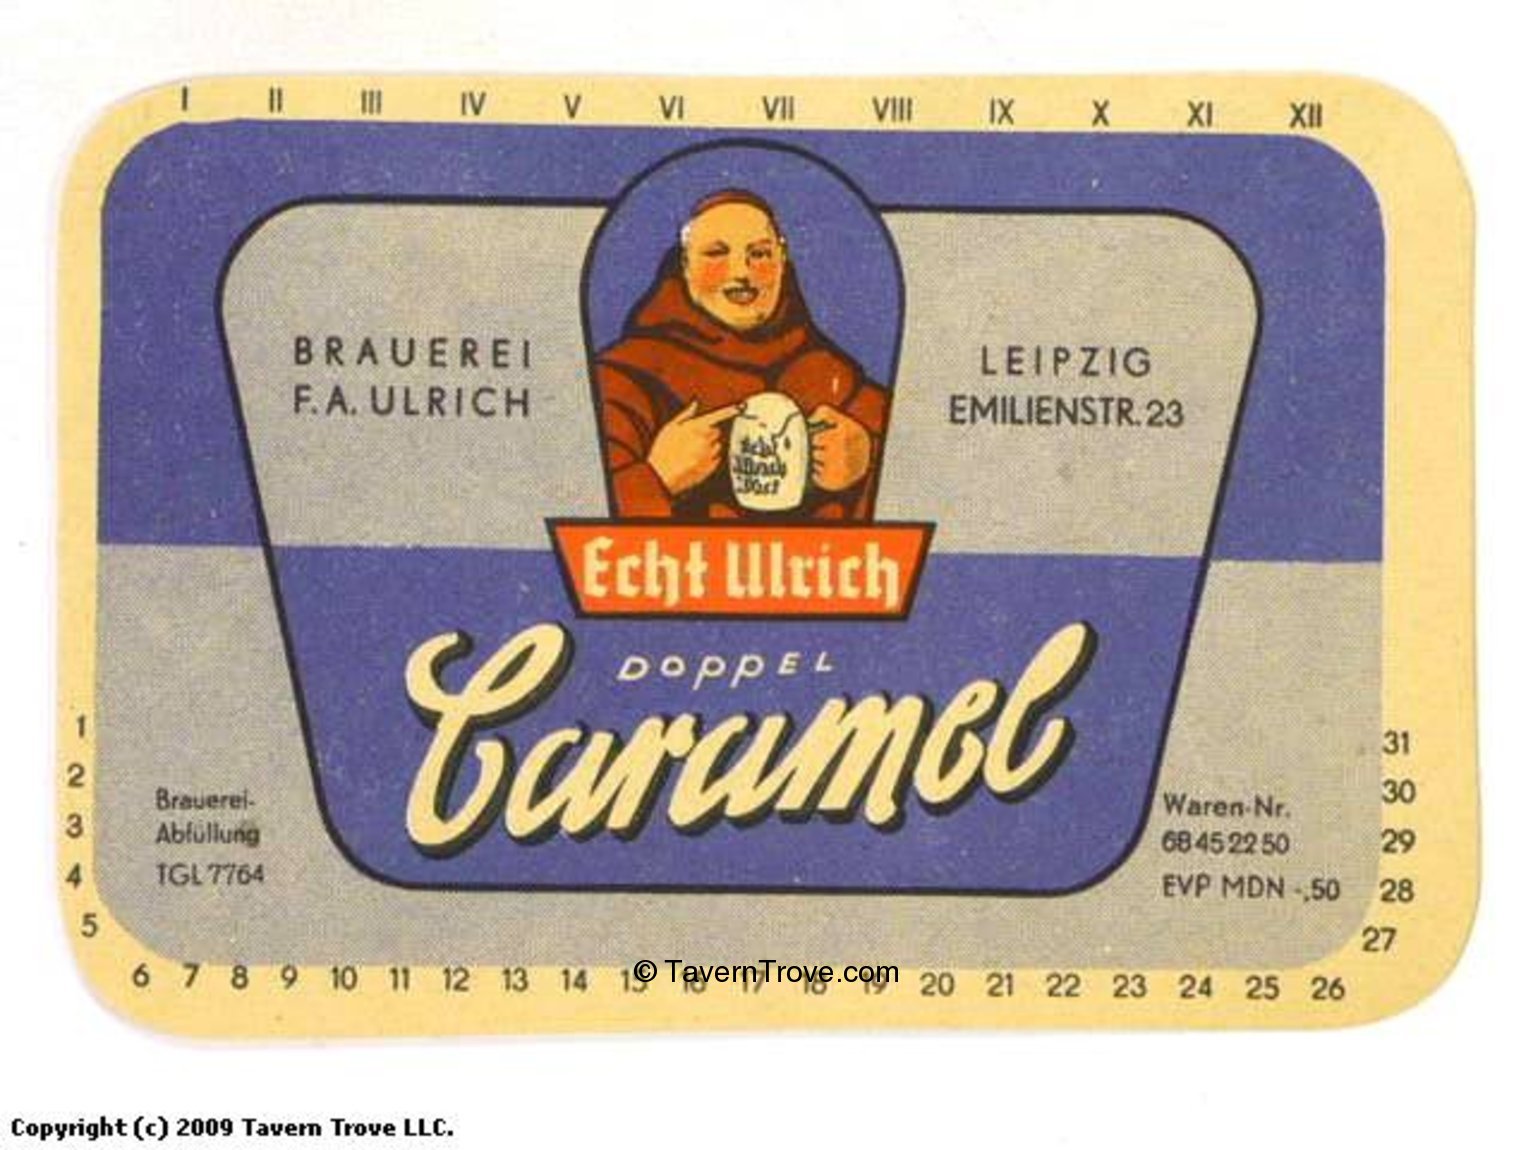 I II III IV V VI VII VIII IX X XI XII
BRAUEREI
F. A. ULRICH
LEIPZIG
EMILIENSTR. 23
Echt
Ulrich
Bier
Echt Ulrich
DOPPEL
Caramel
Brauerei-
Abfüllung
TGL 7764
Waren-Nr.
68 45 22 50
EVP MDN -,50
1
2
3
4
5
6 7 8 9 10 11 12 13 14 15 16 17 18 19 20 21 22 23 24 25 26
27
28
29
30
31
© TavernTrove.com
Copyright (c) 2009 Tavern Trove LLC.